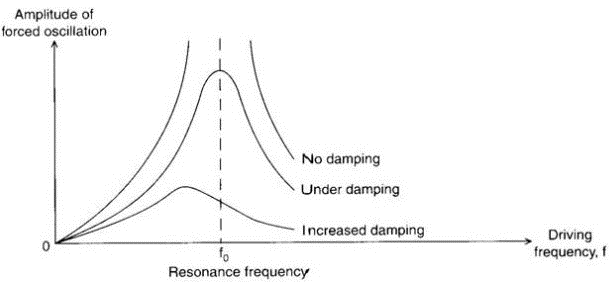 Amplitude of
forced oscillation
No damping
Under damping
Increased damping
0
f₀
Resonance frequency
Driving
frequency, f